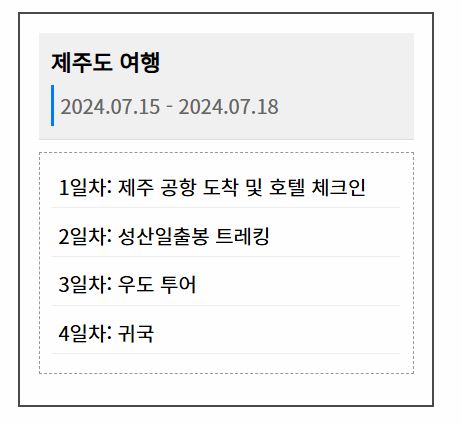 제주도 여행
2024.07.15 - 2024.07.18
1일차: 제주 공항 도착 및 호텔 체크인
2일차: 성산일출봉 트레킹
3일차: 우도 투어
4일차: 귀국